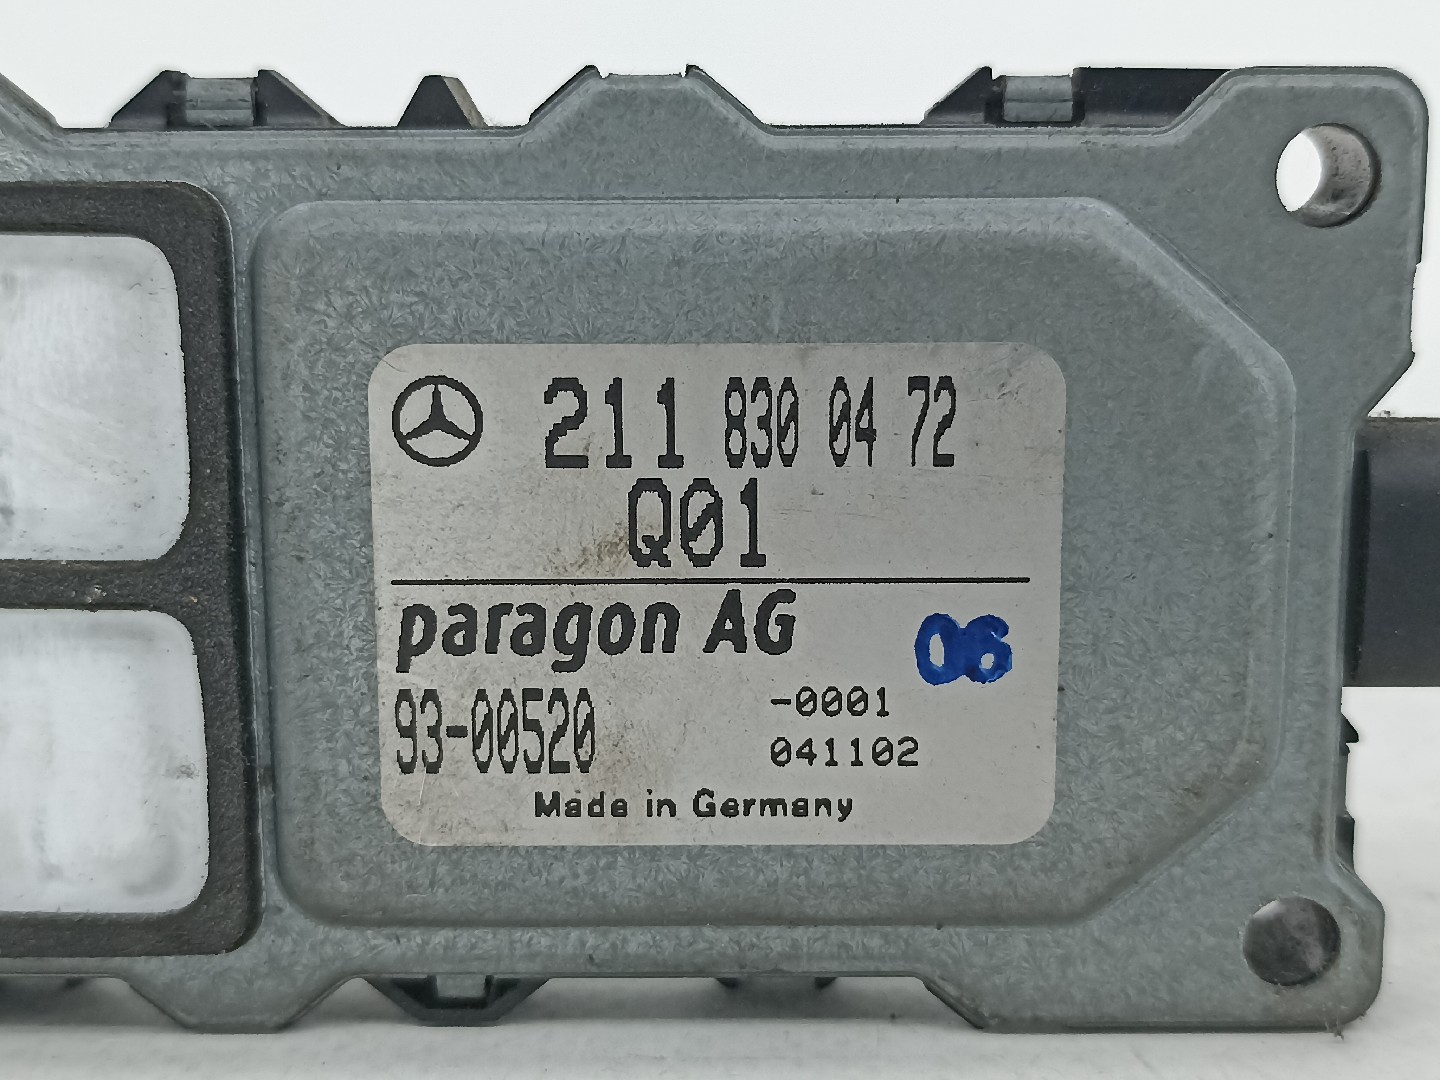 211 830 04 72
Q01
paragon AG
06
93-00520
-0001
041102
Made in Germany